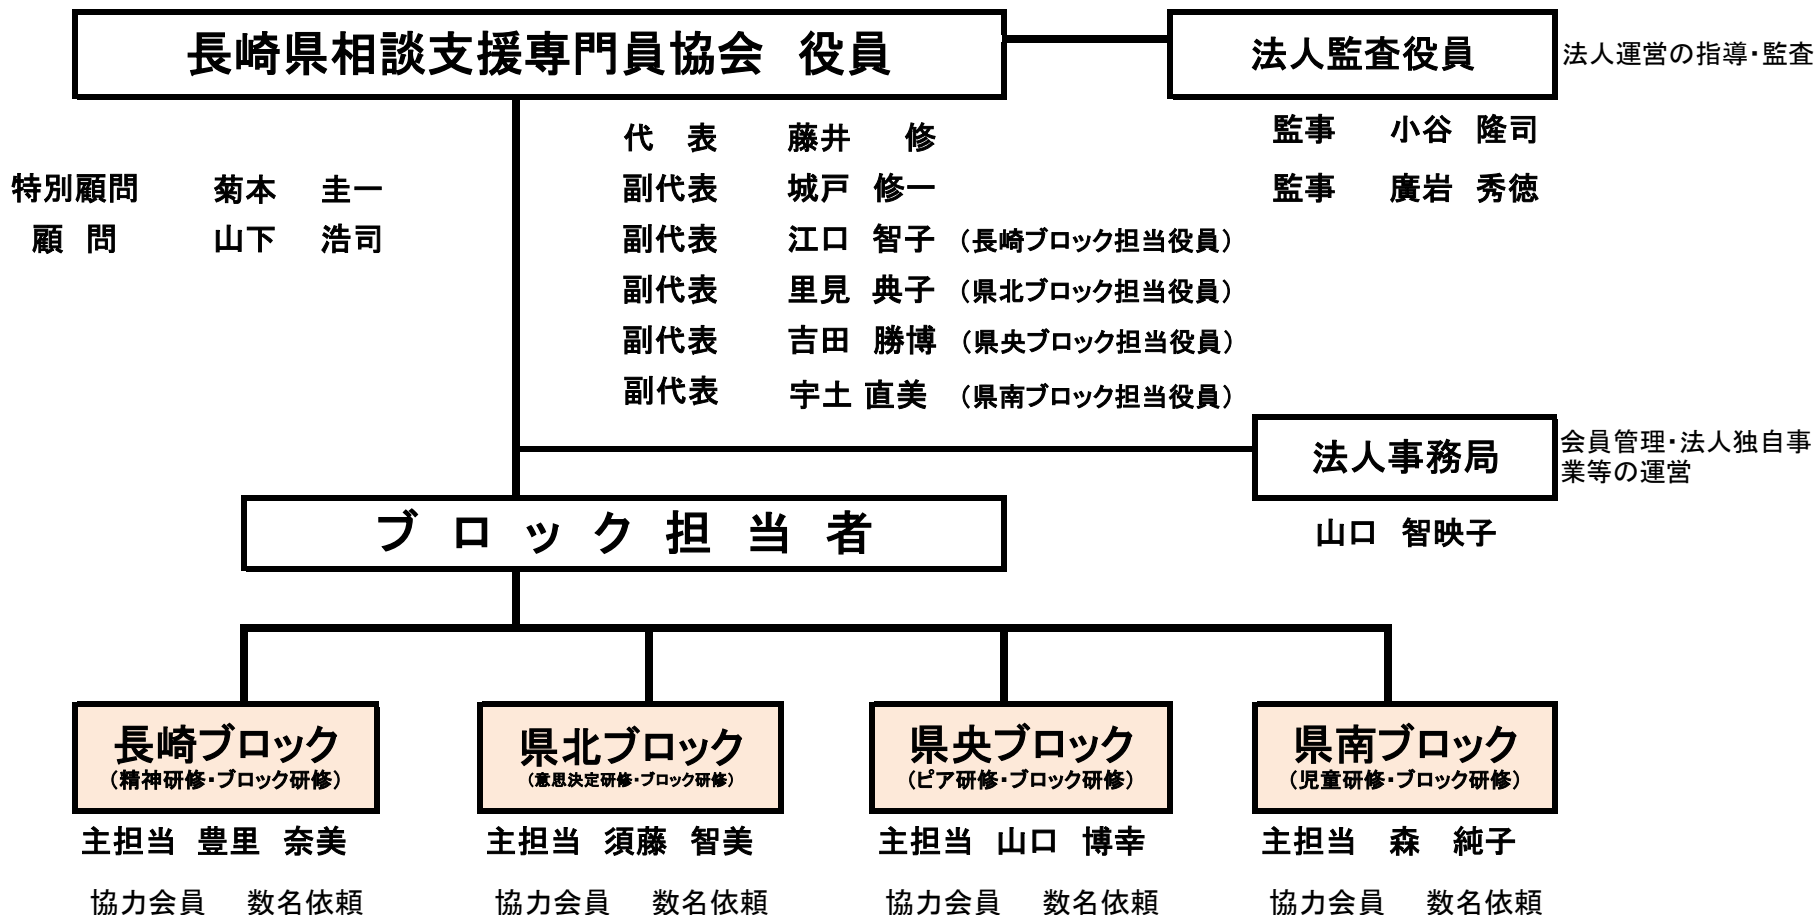 長崎県相談支援専門員協会 役員
法人監査役員
法人運営の指導・監査
代 表 藤井 修
監事 小谷 隆司
特別顧問 菊本 圭一
副代表 城戸 修一
監事 廣岩 秀徳
顧 問 山下 浩司
副代表 江口 智子 (長崎ブロック担当役員)
副代表 里見 典子 (県北ブロック担当役員)
副代表 吉田 勝博 (県央ブロック担当役員)
副代表 宇土 直美 (県南ブロック担当役員)
法人事務局
会員管理・法人独自事
業等の運営
山口 智映子
ブロック担当者
長崎ブロック
(精神研修・ブロック研修)
主担当 豊里 奈美
協力会員 数名依頼
県北ブロック
(意思決定研修・ブロック研修)
主担当 須藤 智美
協力会員 数名依頼
県央ブロック
(ピア研修・ブロック研修)
主担当 山口 博幸
協力会員 数名依頼
県南ブロック
(児童研修・ブロック研修)
主担当 森 純子
協力会員 数名依頼